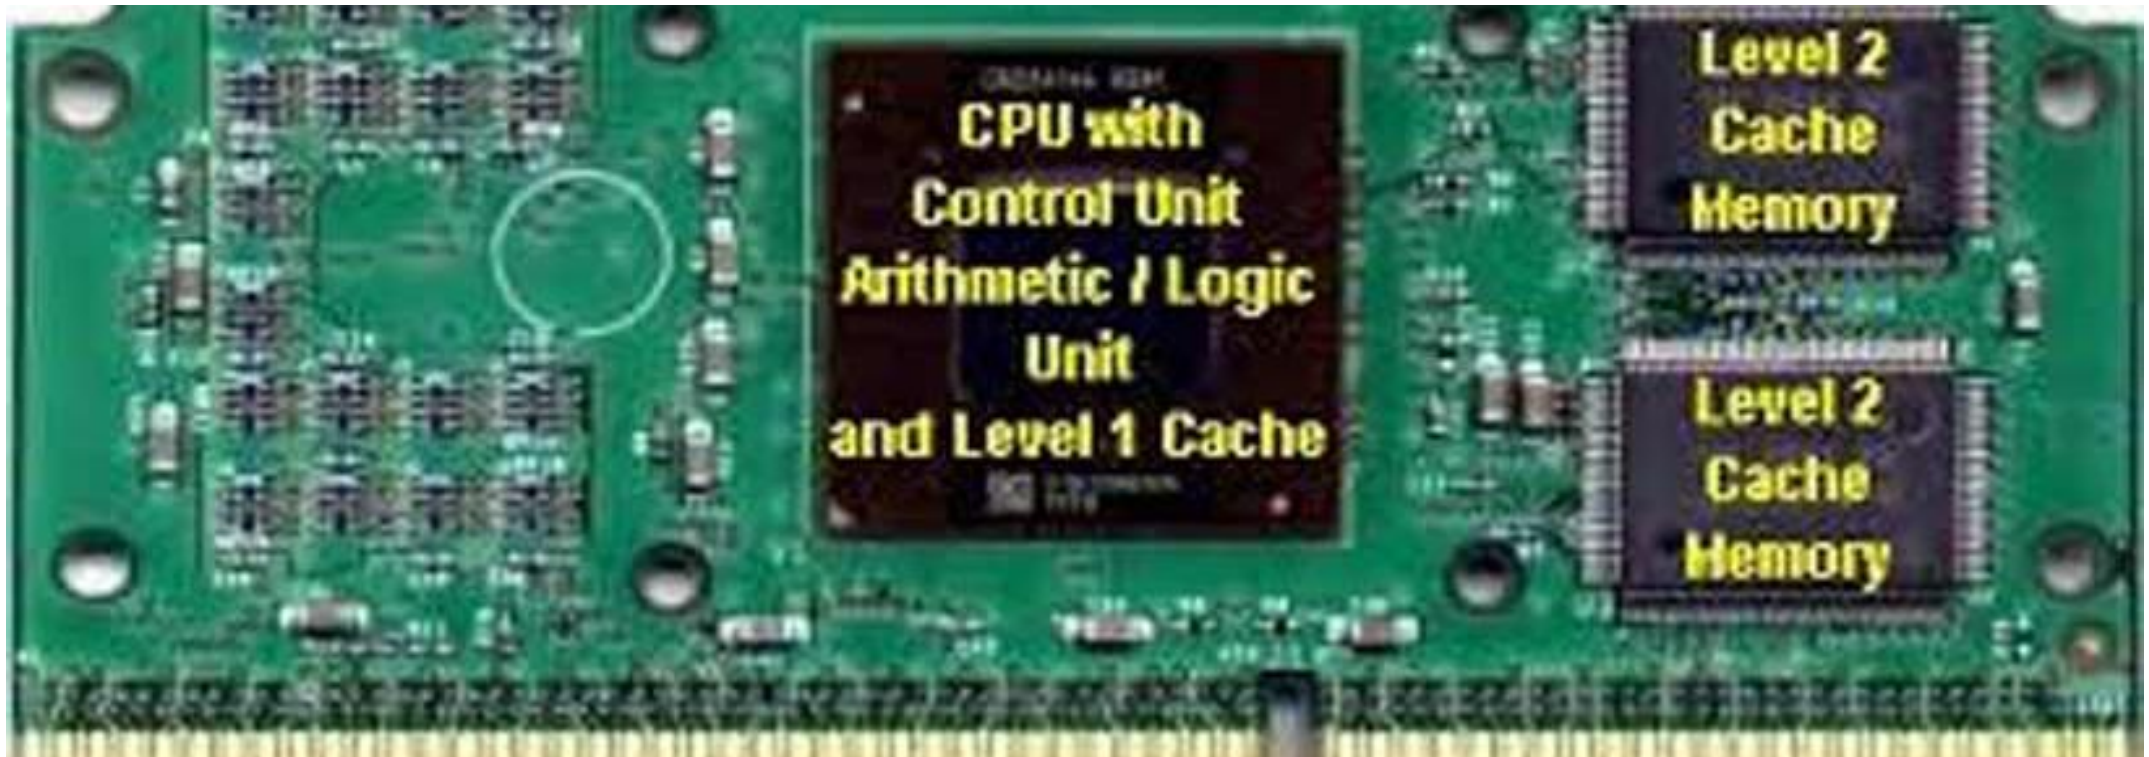 CPU with
Control Unit
Arithmetic / Logic
Unit
and Level 1 Cache
Level 2
Cache
Memory
Level 2
Cache
Memory